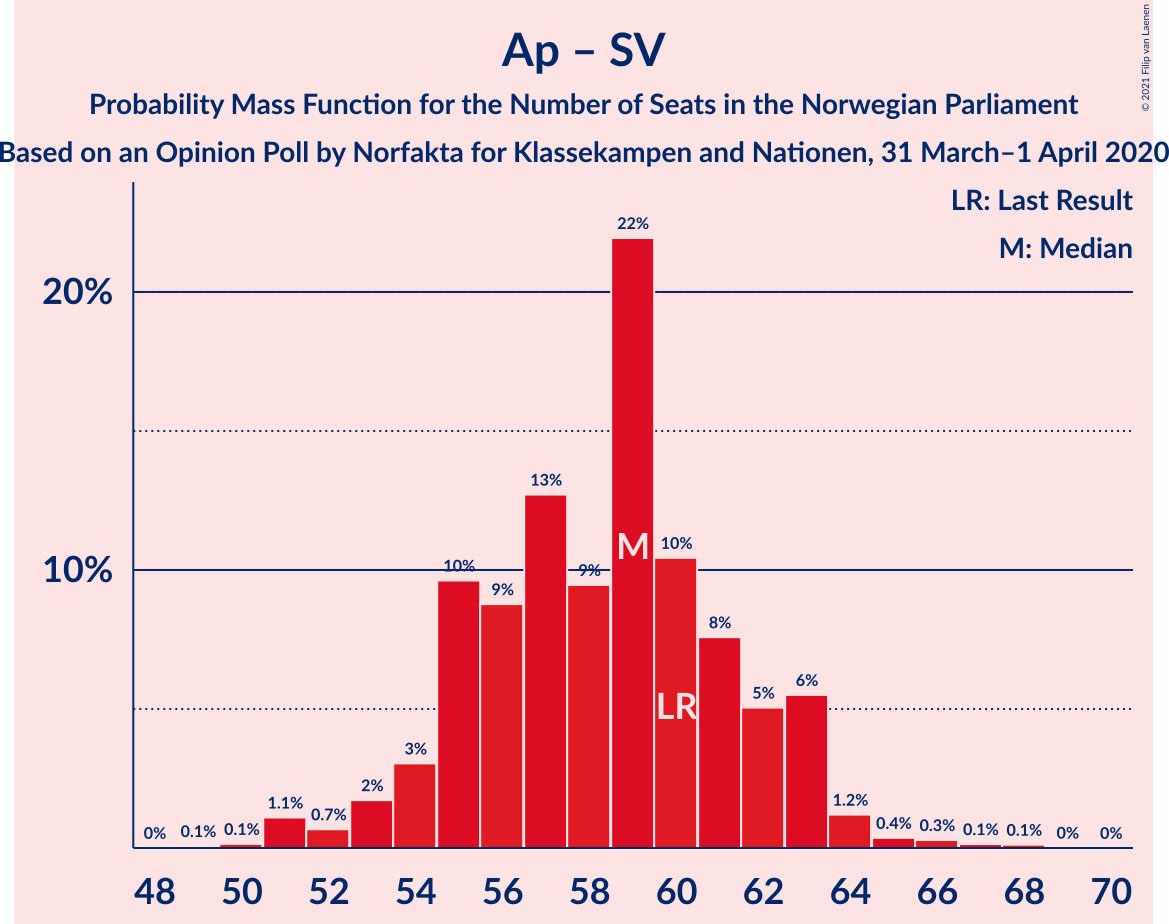 Ap – SV
Probability Mass Function for the Number of Seats in the Norwegian Parliament
Based on an Opinion Poll by Norfakta for Klassekampen and Nationen, 31 March–1 April 2020
© 2021 Filip van Laenen
LR: Last Result
M: Median
20%
10%
0% 0.1% 0.1% 1.1% 0.7% 2% 3% 10% 9% 13% 9% 22% 10% 8% 5% 6% 1.2% 0.4% 0.3% 0.1% 0.1% 0% 0%
M
LR
48 50 52 54 56 58 60 62 64 66 68 70